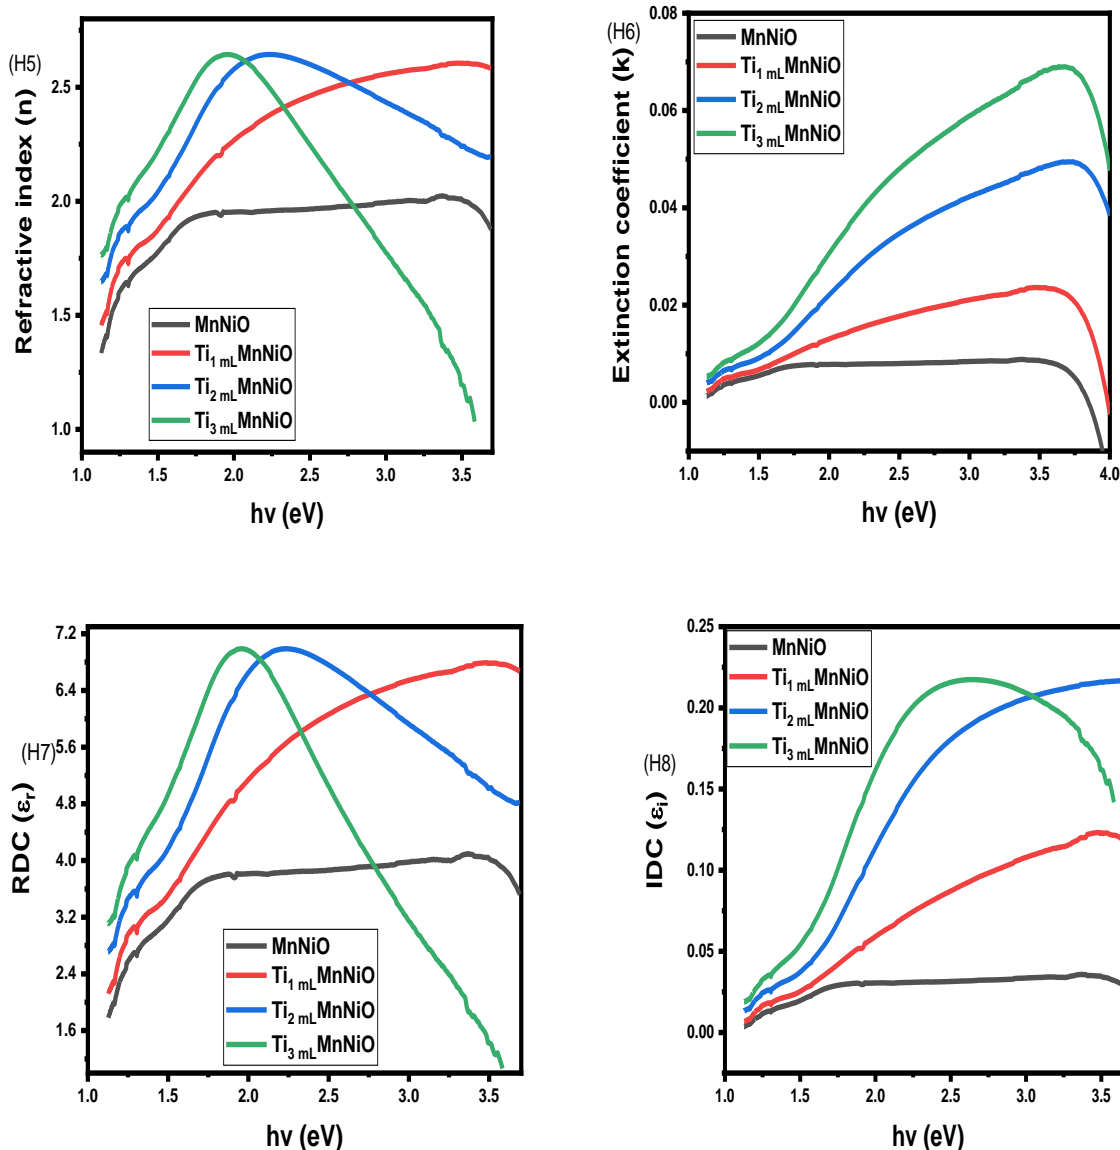 (H5)
Refractive index (n)
2.5
2.0
1.5
1.0
MnNiO
Ti1 mLMnNiO
Ti2 mLMnNiO
Ti3 mLMnNiO
1.0 1.5 2.0 2.5 3.0 3.5
hν (eV)
(H6)
Extinction coefficient (k)
0.08
0.06
0.04
0.02
0.00
MnNiO
Ti1 mLMnNiO
Ti2 mLMnNiO
Ti3 mLMnNiO
1.0 1.5 2.0 2.5 3.0 3.5 4.0
hν (eV)
(H7)
RDC (εr)
7.2
6.4
5.6
4.8
4.0
3.2
2.4
1.6
MnNiO
Ti1 mLMnNiO
Ti2 mLMnNiO
Ti3 mLMnNiO
1.0 1.5 2.0 2.5 3.0 3.5
hν (eV)
(H8)
IDC (εi)
0.25
0.20
0.15
0.10
0.05
0.00
MnNiO
Ti1 mLMnNiO
Ti2 mLMnNiO
Ti3 mLMnNiO
1.0 1.5 2.0 2.5 3.0 3.5
hν (eV)